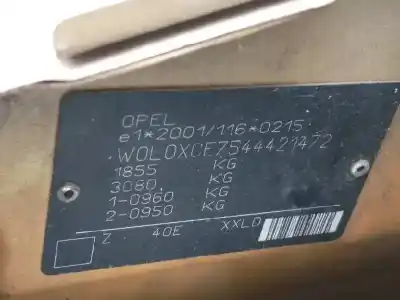 OPEL
e1*2001/116*0215
W0L0XCF7544421472
1855 KG
3080 KG
1-0960 KG
2-0950 KG
Z 40E XXLD